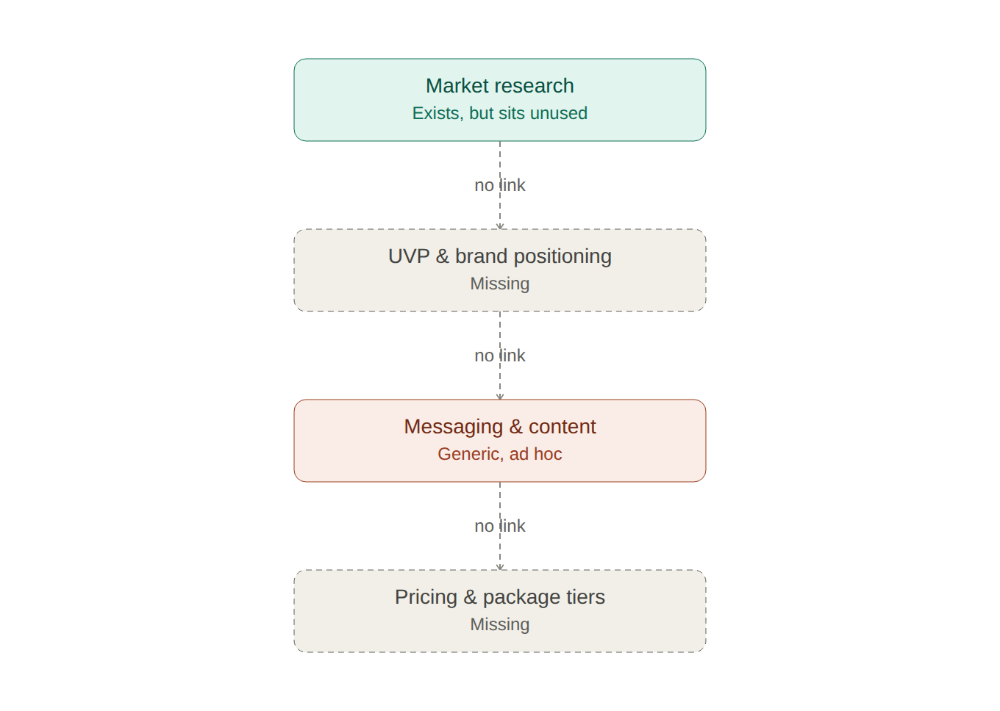 Market research
Exists, but sits unused
no link
UVP & brand positioning
Missing
no link
Messaging & content
Generic, ad hoc
no link
Pricing & package tiers
Missing